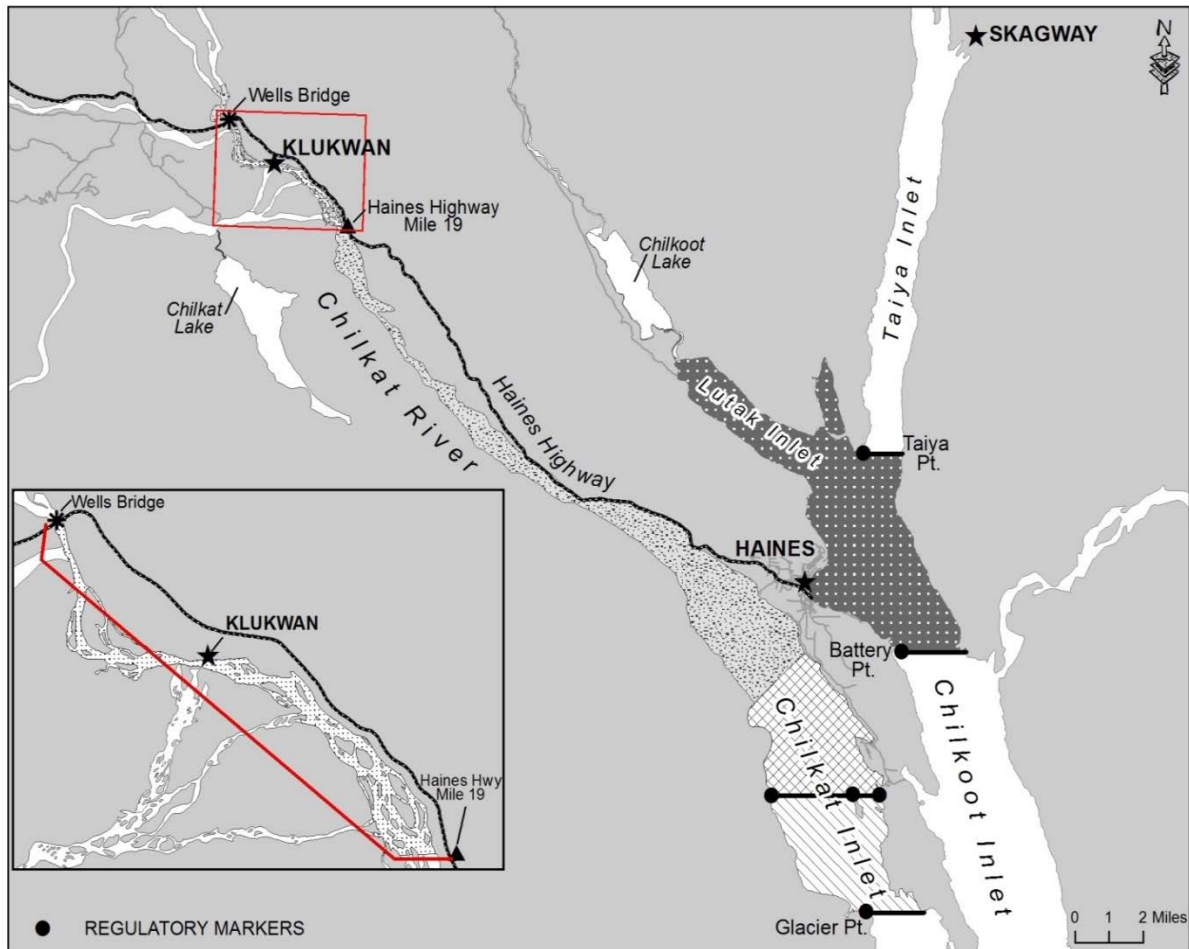 N
SKAGWAY
Wells Bridge
KLUKWAN
Haines Highway
Mile 19
Taiya Inlet
Chilkoot
Lake
Chilkat
Lake
Chilkat River
Haines Highway
Lutak Inlet
Taiya
Pt.
HAINES
Battery
Pt.
Chilkat Inlet
Chilkoot Inlet
Glacier Pt.
Wells Bridge
KLUKWAN
Haines Hwy
Mile 19
REGULATORY MARKERS
0 1 2 Miles